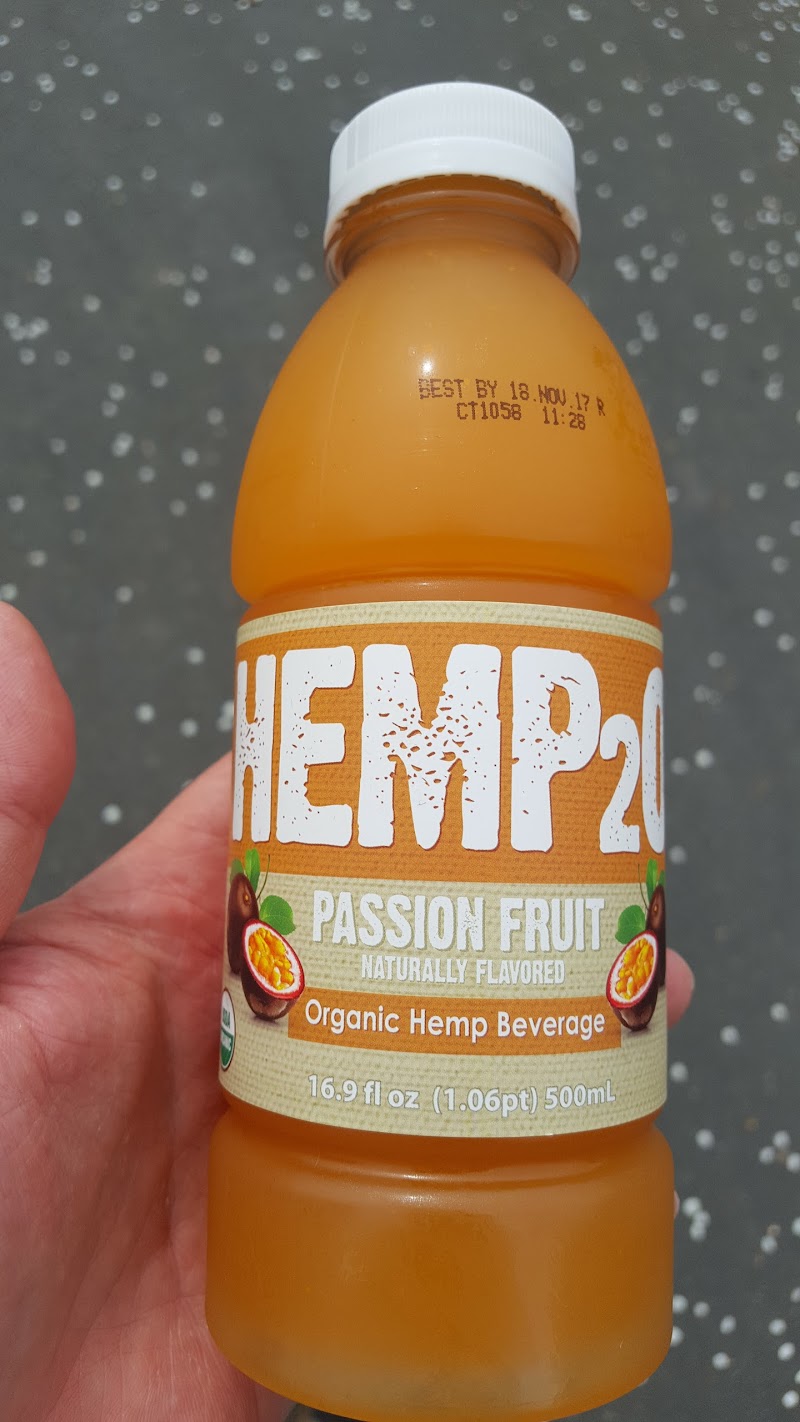 BEST BY 18.NOV.17 R
CT1058 11:28
HEMP2O
PASSION FRUIT
NATURALLY FLAVORED
Organic Hemp Beverage
16.9 fl oz (1.06pt) 500mL